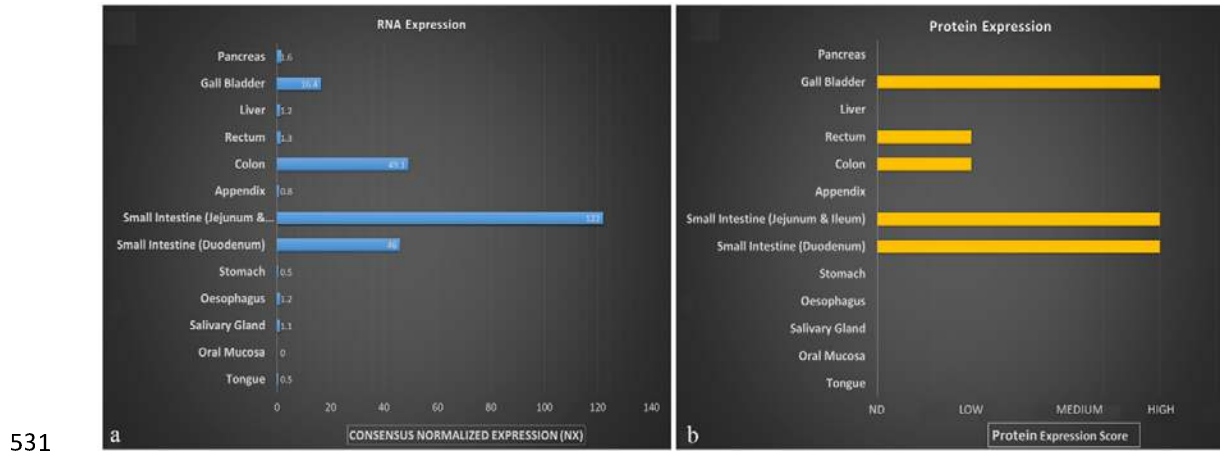 RNA Expression
Pancreas 1.6
Gall Bladder 16.4
Liver 1.2
Rectum 1.3
Colon 49.1
Appendix 0.8
Small Intestine (Jejunum &... 122
Small Intestine (Duodenum) 46
Stomach 0.5
Oesophagus 1.2
Salivary Gland 1.1
Oral Mucosa 0
Tongue 0.5
0 20 40 60 80 100 120 140
a CONSENSUS NORMALIZED EXPRESSION (NX)
Protein Expression
Pancreas
Gall Bladder
Liver
Rectum
Colon
Appendix
Small Intestine (Jejunum & Ileum)
Small Intestine (Duodenum)
Stomach
Oesophagus
Salivary Gland
Oral Mucosa
Tongue
ND LOW MEDIUM HIGH
b Protein Expression Score
531